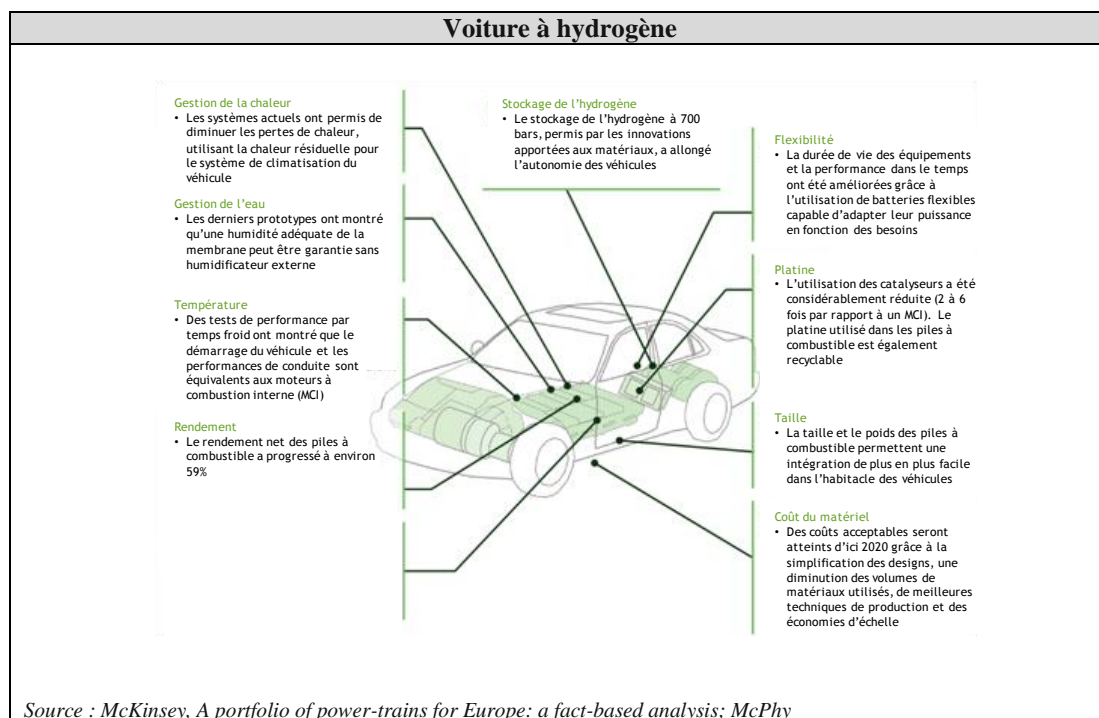 Voiture à hydrogène
Gestion de la chaleur
• Les systèmes actuels ont permis de
diminuer les pertes de chaleur,
utilisant la chaleur résiduelle pour
le système de climatisation du
véhicule
Gestion de l'eau
• Les derniers prototypes ont montré
qu'une humidité adéquate de la
membrane peut être garantie sans
humidificateur externe
Température
• Des tests de performance par
temps froid ont montré que le
démarrage du véhicule et les
performances de conduite sont
équivalents aux moteurs à
combustion interne (MCI)
Rendement
• Le rendement net des piles à
combustible a progressé à environ
59%
Stockage de l'hydrogène
• Le stockage de l'hydrogène à 700
bars, permis par les innovations
apportées aux matériaux, a allongé
l'autonomie des véhicules
Flexibilité
• La durée de vie des équipements
et la performance dans le temps
ont été améliorées grâce à
l'utilisation de batteries flexibles
capable d'adapter leur puissance
en fonction des besoins
Platine
• L'utilisation des catalyseurs a été
considérablement réduite (2 à 6
fois par rapport à un MCI). Le
platine utilisé dans les piles à
combustible est également
recyclable
Taille
• La taille et le poids des piles à
combustible permettent une
intégration de plus en plus facile
dans l'habitacle des véhicules
Coût du matériel
• Des coûts acceptables seront
atteints d'ici 2020 grâce à la
simplification des designs, une
diminution des volumes de
matériaux utilisés, de meilleures
techniques de production et des
économies d'échelle
Source : McKinsey, A portfolio of power-trains for Europe: a fact-based analysis; McPhy